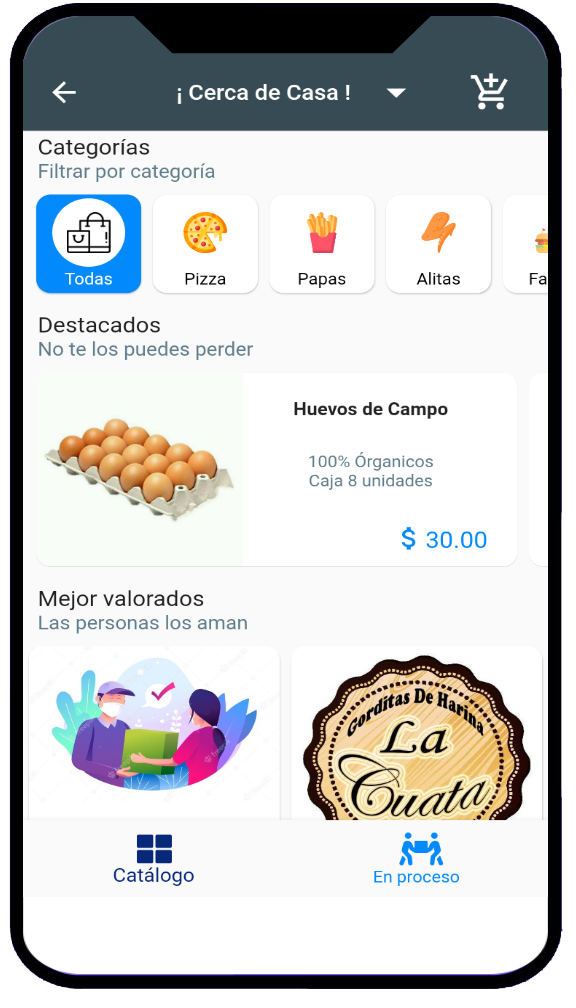 ¡ Cerca de Casa !
Categorías
Filtrar por categoría
Todas
Pizza
Papas
Alitas
Fa
Destacados
No te los puedes perder
Huevos de Campo
100% Órganicos
Caja 8 unidades
$ 30.00
Mejor valorados
Las personas los aman
Gorditas De Harina
La
Cuata
Catálogo
En proceso